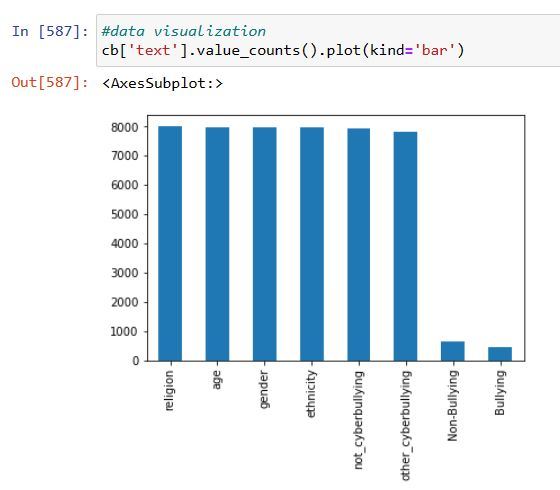 In [587]: #data visualization
cb['text'].value_counts().plot(kind='bar')
Out[587]: <AxesSubplot:>
8000
7000
6000
5000
4000
3000
2000
1000
0
religion
age
gender
ethnicity
not_cyberbullying
other_cyberbullying
Non-Bullying
Bullying